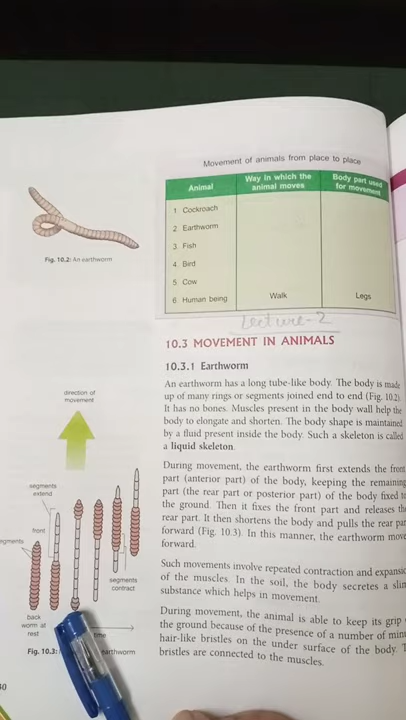 Movement of animals from place to place
Animal
Way in which the
animal moves
Body part used
for movement
1 Cockroach
2 Earthworm
3 Fish
4 Bird
5 Cow
6 Human being
Walk
Legs
Fig. 10.2: An earthworm
Lecture-2
10.3 MOVEMENT IN ANIMALS
10.3.1 Earthworm
An earthworm has a long tube-like body. The body is made
up of many rings or segments joined end to end (Fig. 10.2).
It has no bones. Muscles present in the body wall help the
body to elongate and shorten. The body shape is maintained
by a fluid present inside the body. Such a skeleton is called
a liquid skeleton.
During movement, the earthworm first extends the front
part (anterior part) of the body, keeping the remaining
part (the rear part or posterior part) of the body fixed to
the ground. Then it fixes the front part and releases the
rear part. It then shortens the body and pulls the rear
forward (Fig. 10.3). In this manner, the earthworm
forward.
Such movements involve repeated contraction and
of the muscles. In the soil, the body secretes a
substance which helps in movement.
During movement, the animal is able to keep its grip
the ground because of the presence of a number of
hair-like bristles on the under surface of the body.
bristles are connected to the muscles.
direction of
movement
segments
extend
front
segments
segments
contract
back
worm at
rest
time
Fig. 10.3:
earthworm